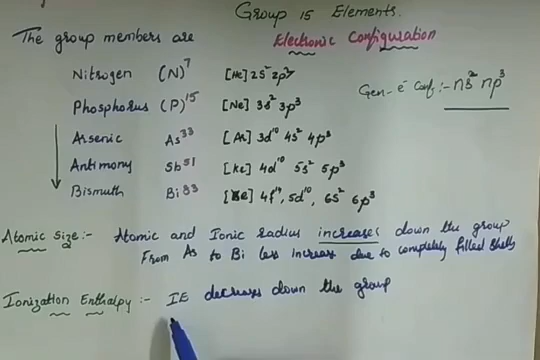 Group 15 Elements.
The group members are Electronic Configuration
Nitrogen (N)⁷ [He] 2s² 2p³
Gen- e⁻ Conf :- ns² np³
Phosphorus (P)¹⁵ [Ne] 3s² 3p³
Arsenic As³³ [Ar] 3d¹⁰ 4s² 4p³
Antimony Sb⁵¹ [Kr] 4d¹⁰ 5s² 5p³
Bismuth Bi⁸³ 4f¹⁴, 5d¹⁰, 6s² 6p³
Atomic size :- Atomic and Ionic radius increases down the group
From As to Bi less increase due to completely filled shells
Ionization Enthalpy :- IE decreases down the group